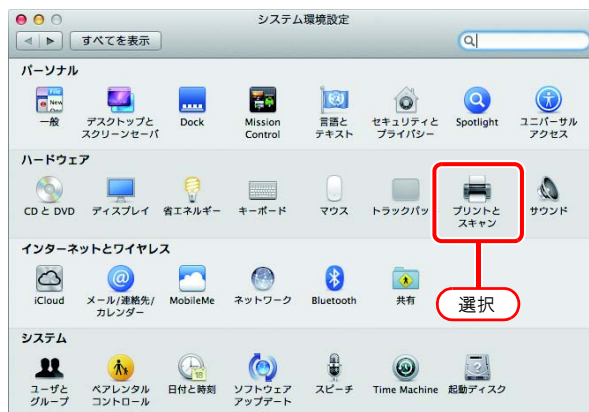 システム環境設定
すべてを表示
パーソナル
一般
デスクトップと
スクリーンセーバ
Dock
Mission
Control
言語と
テキスト
セキュリティと
プライバシー
Spotlight
ユニバーサル
アクセス
ハードウェア
CD と DVD
ディスプレイ
省エネルギー
キーボード
マウス
トラックパッ
プリントと
スキャン
サウンド
インターネットとワイヤレス
iCloud
メール/連絡先/
カレンダー
MobileMe
ネットワーク
Bluetooth
共有
選択
システム
ユーザと
グループ
ペアレンタル
コントロール
日付と時刻
ソフトウェア
アップデート
スピーチ
Time Machine
起動ディスク